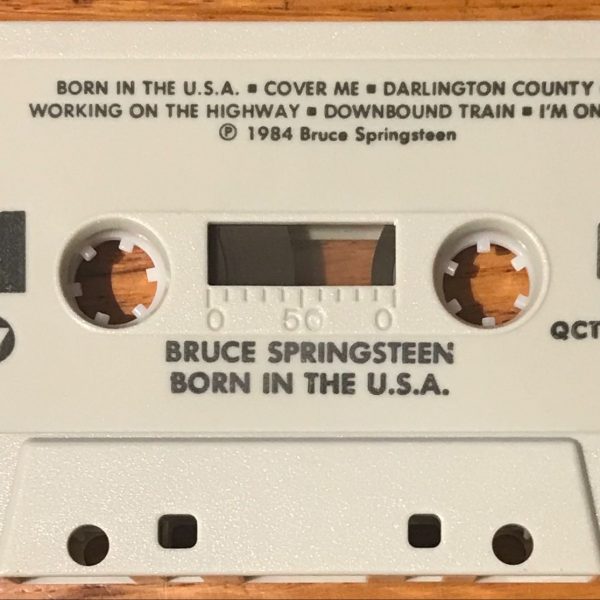 BORN IN THE U.S.A. ▪ COVER ME ▪ DARLINGTON COUNTY
WORKING ON THE HIGHWAY ▪ DOWNBOUND TRAIN ▪ I'M ON
℗ 1984 Bruce Springsteen
0 50 0
QCT
BRUCE SPRINGSTEEN
BORN IN THE U.S.A.